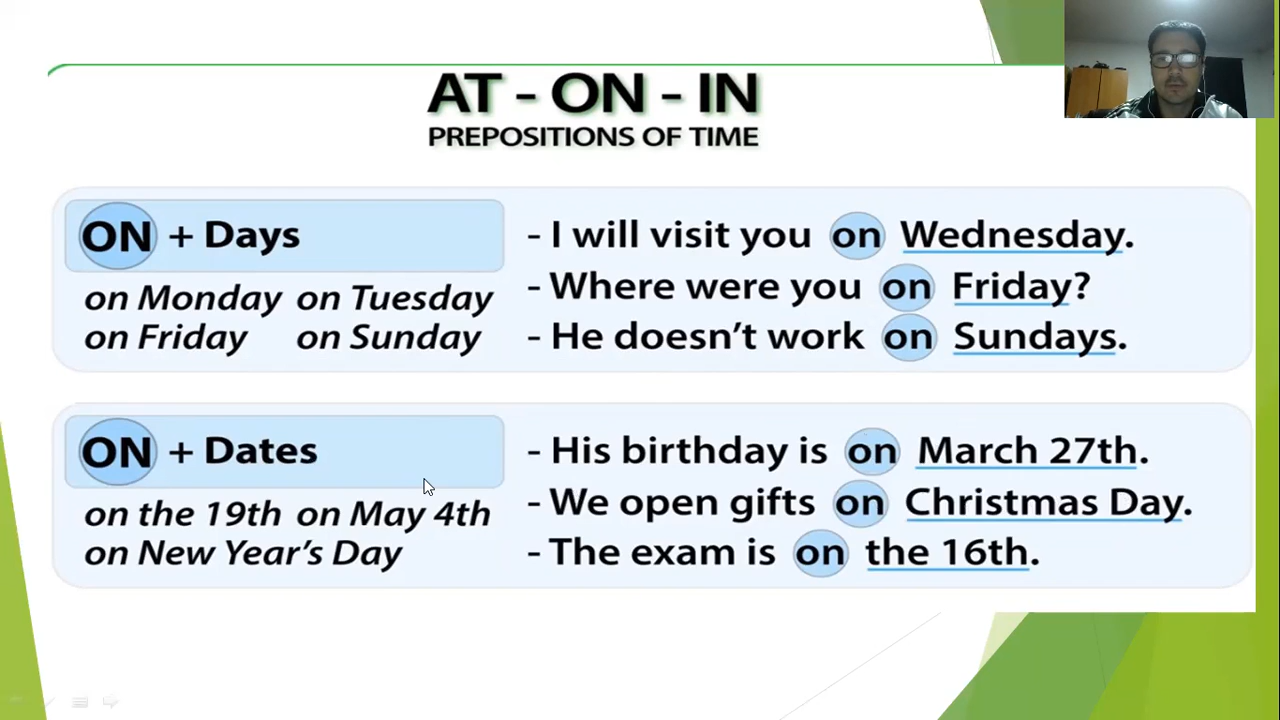 AT - ON - IN
PREPOSITIONS OF TIME
ON + Days
on Monday on Tuesday
on Friday on Sunday
- I will visit you on Wednesday.
- Where were you on Friday?
- He doesn’t work on Sundays.
ON + Dates
on the 19th on May 4th
on New Year’s Day
- His birthday is on March 27th.
- We open gifts on Christmas Day.
- The exam is on the 16th.